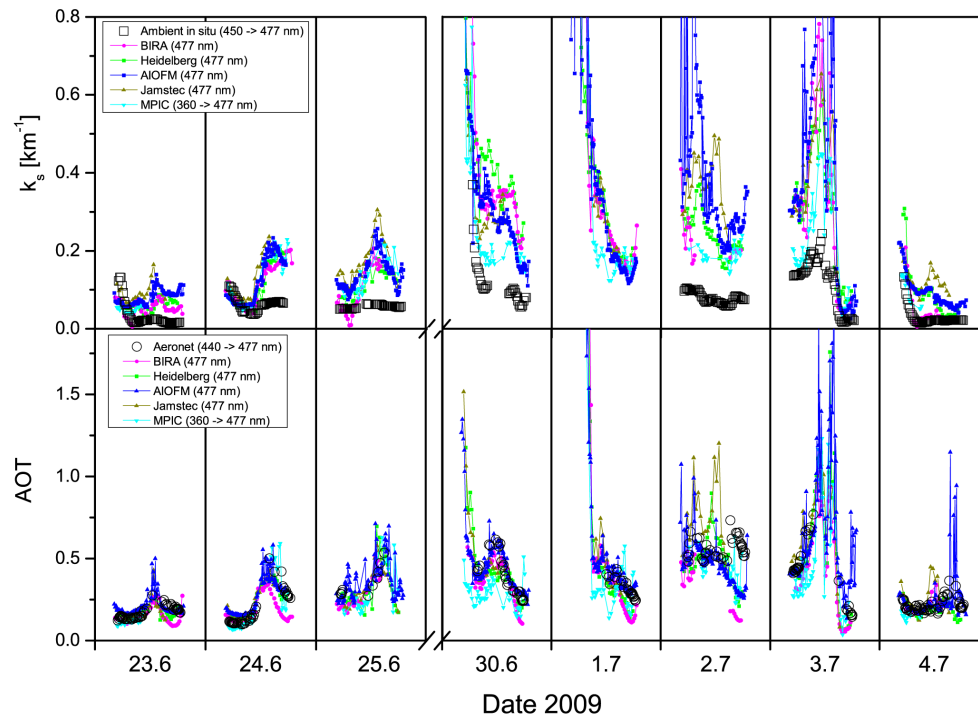 0.8
0.6
0.4
0.2
0.0
k_s [km⁻¹]
Ambient in situ (450 -> 477 nm)
BIRA (477 nm)
Heidelberg (477 nm)
AIOFM (477 nm)
Jamstec (477 nm)
MPIC (360 -> 477 nm)
1.5
1.0
0.5
0.0
AOT
Aeronet (440 -> 477 nm)
BIRA (477 nm)
Heidelberg (477 nm)
AIOFM (477 nm)
Jamstec (477 nm)
MPIC (360 -> 477 nm)
23.6 24.6 25.6 30.6 1.7 2.7 3.7 4.7
Date 2009